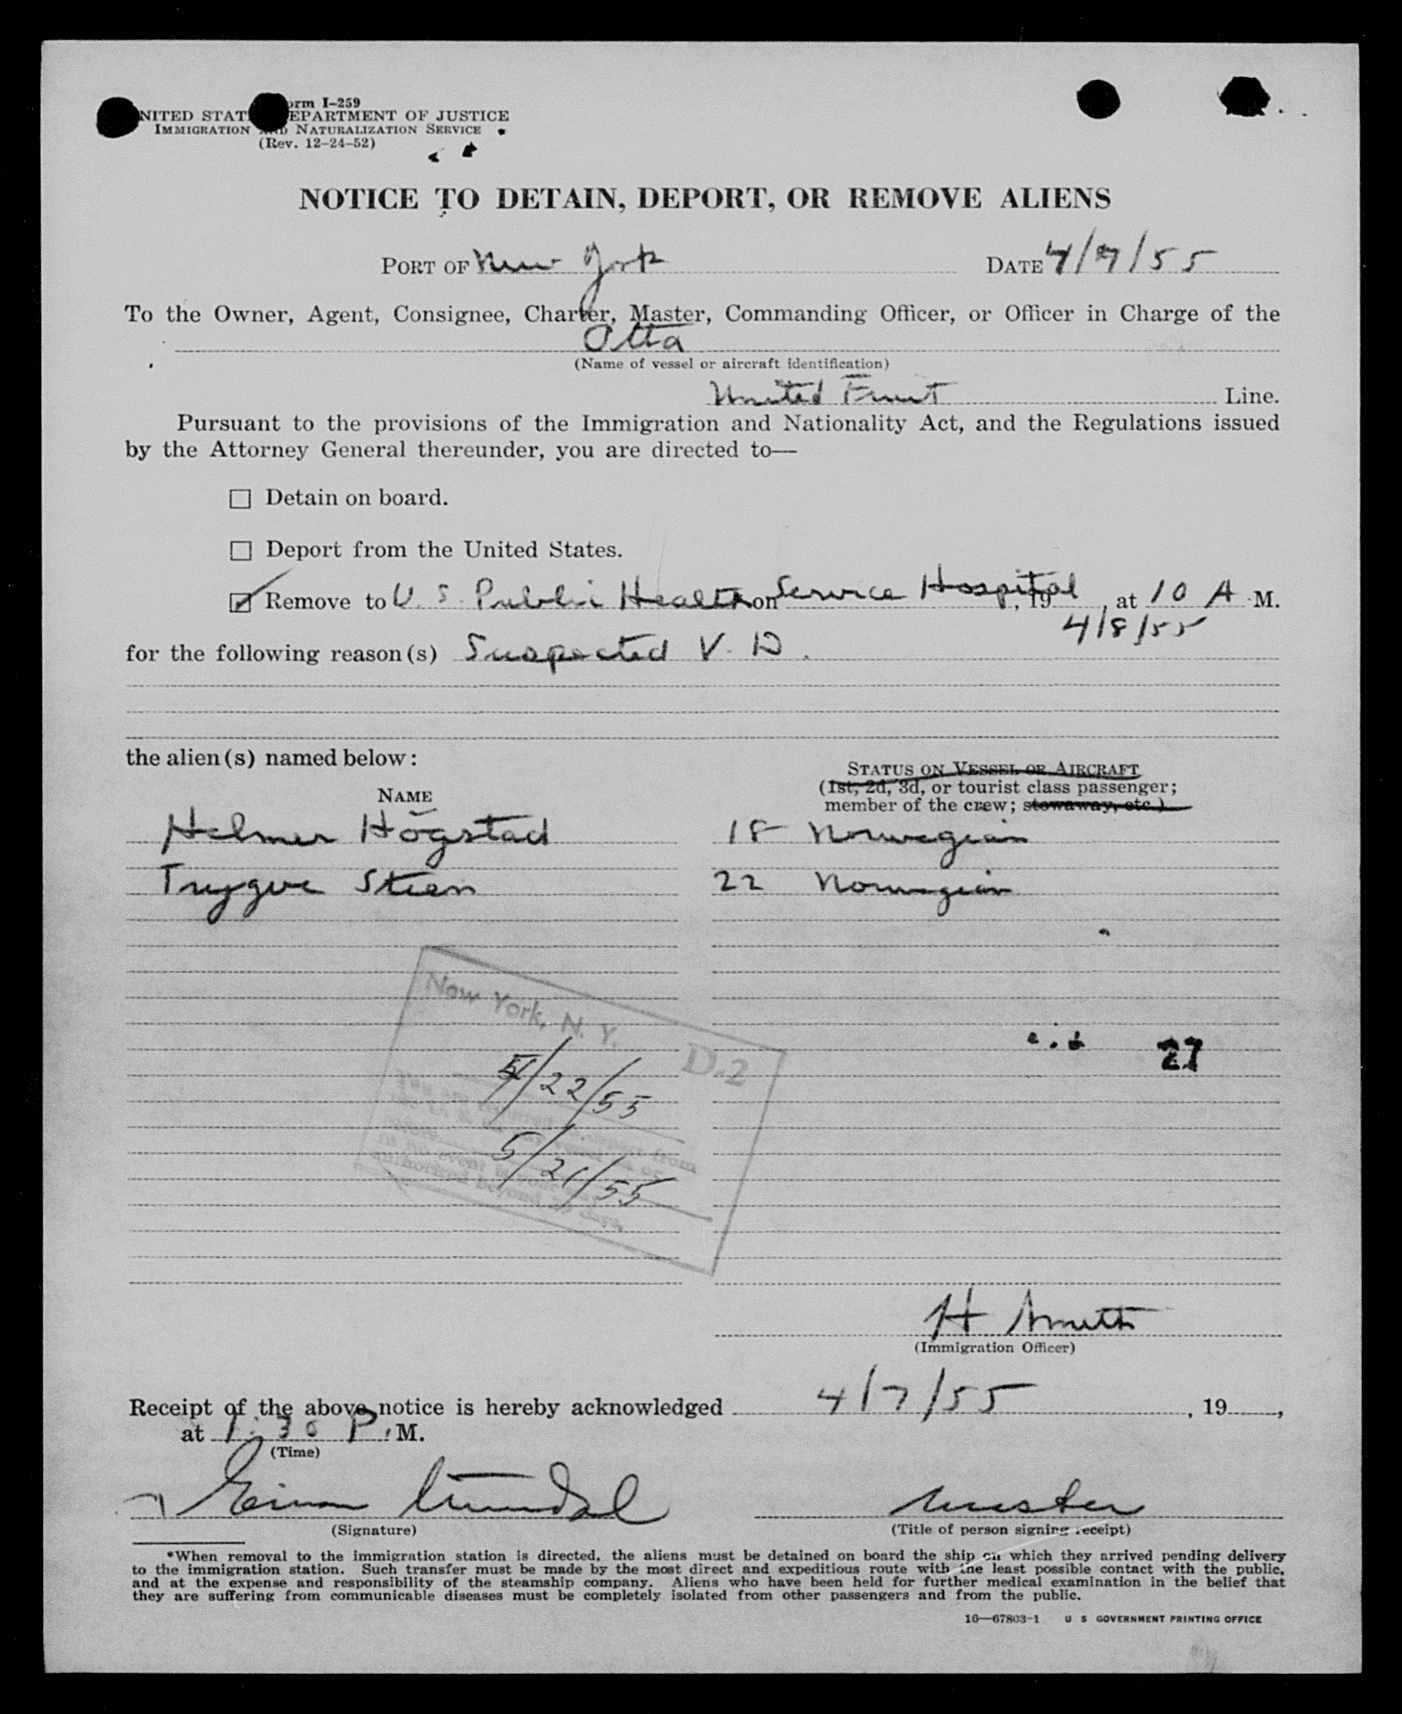 Form I-259
UNITED STATES DEPARTMENT OF JUSTICE
IMMIGRATION AND NATURALIZATION SERVICE
(Rev. 12-24-52)
NOTICE TO DETAIN, DEPORT, OR REMOVE ALIENS
PORT OF New York DATE 4/7/55
To the Owner, Agent, Consignee, Charter, Master, Commanding Officer, or Officer in Charge of the
Otta
(Name of vessel or aircraft identification)
United Fruit Line.
Pursuant to the provisions of the Immigration and Nationality Act, and the Regulations issued
by the Attorney General thereunder, you are directed to—
Detain on board.
Deport from the United States.
Remove to U. S. Public Health on Service Hospital, 19 , at 10 A M.
4/8/55
for the following reason(s) Suspected V. D.
the alien(s) named below:
STATUS ON VESSEL OR AIRCRAFT
(1st, 2d, 3d, or tourist class passenger;
NAME
member of the crew; stowaway, etc.)
Helmer Högstad 18 Norwegian
Trygve Steen 22 Norwegian
New York, N. Y.
D-2
27
4/22/55
5/21/55
H Smith
(Immigration Officer)
Receipt of the above notice is hereby acknowledged 4/7/55, 19 ,
at 1:30 P. M.
(Time)
Einar master
(Signature) (Title of person signing receipt)
*When removal to the immigration station is directed, the aliens must be detained on board the ship on which they arrived pending delivery
to the immigration station. Such transfer must be made by the most direct and expeditious route with the least possible contact with the public,
and at the expense and responsibility of the steamship company. Aliens who have been held for further medical examination in the belief that
they are suffering from communicable diseases must be completely isolated from other passengers and from the public.
16—67803-1 U S GOVERNMENT PRINTING OFFICE